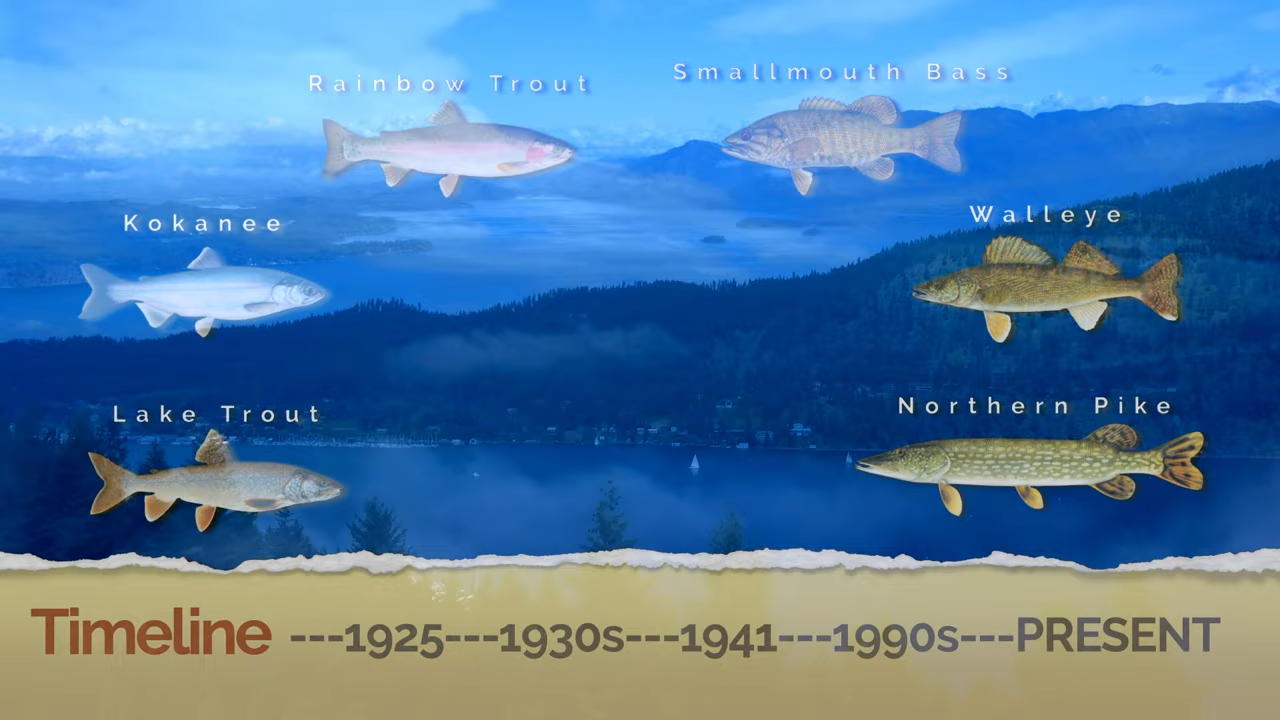 Rainbow Trout
Smallmouth Bass
Kokanee
Walleye
Lake Trout
Northern Pike
Timeline ---1925---1930s---1941---1990s---PRESENT